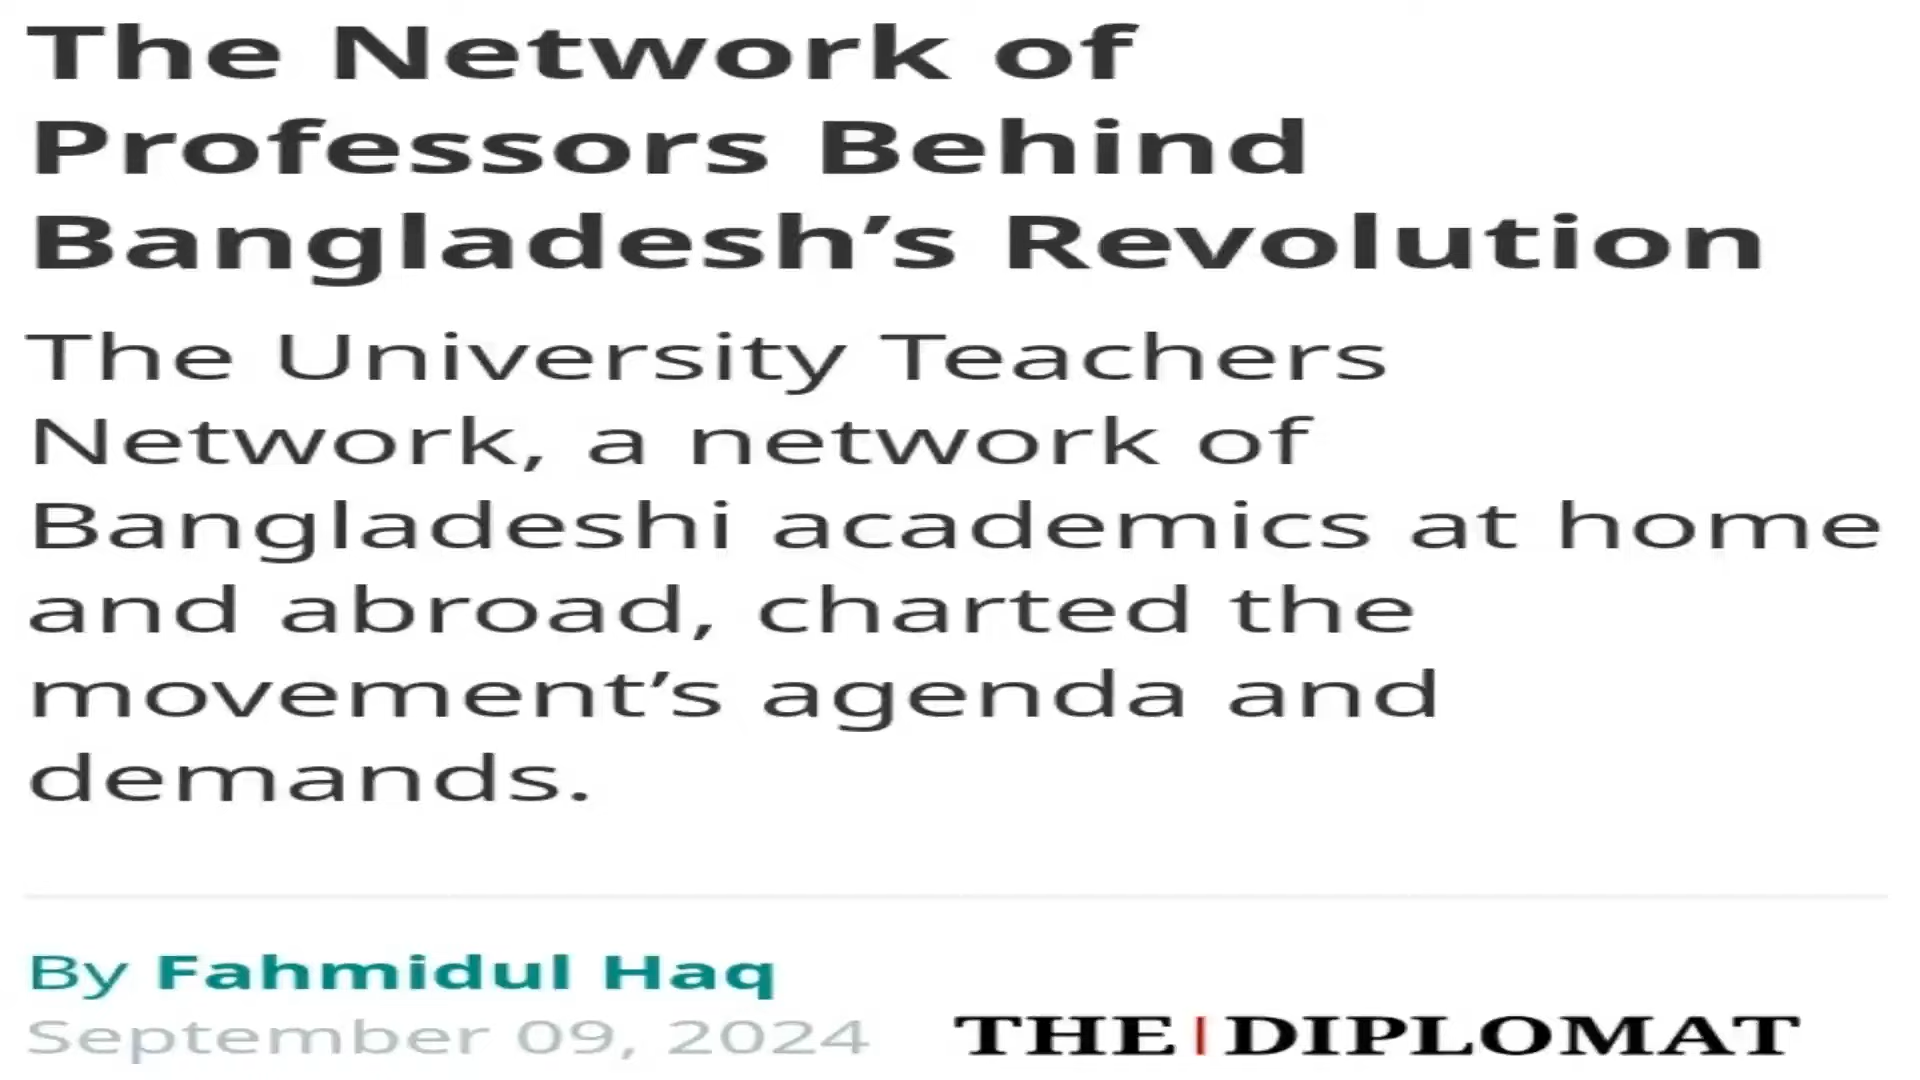 The Network of
Professors Behind
Bangladesh’s Revolution
The University Teachers
Network, a network of
Bangladeshi academics at home
and abroad, charted the
movement’s agenda and
demands.
By Fahmidul Haq
September 09, 2024
THE|DIPLOMAT